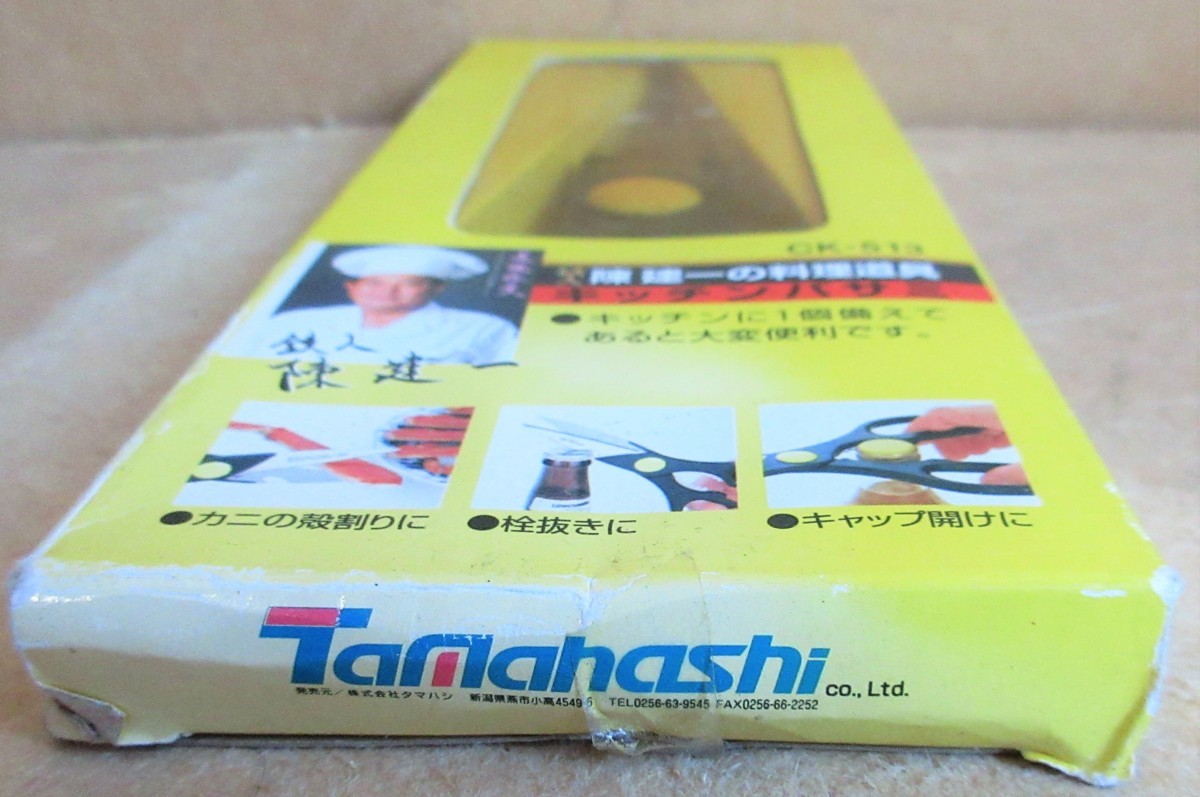 CK-513
陳建一の料理道具
キッチンバサミ
●キッチンに1個備えて
あると大変便利です。
鉄人
陳建一
●カニの殻割りに
●栓抜きに
●キャップ開けに
Tamahashi co., Ltd.
発売元/株式会社タマハシ 新潟県燕市小高4549-5 TEL0256-63-9545 FAX0256-66-2252